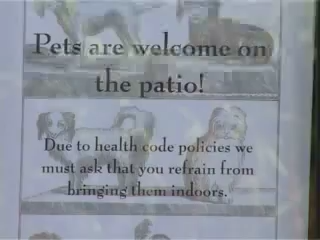 Pets are welcome on
the patio!
Due to health code policies we
must ask that you refrain from
bringing them indoors.